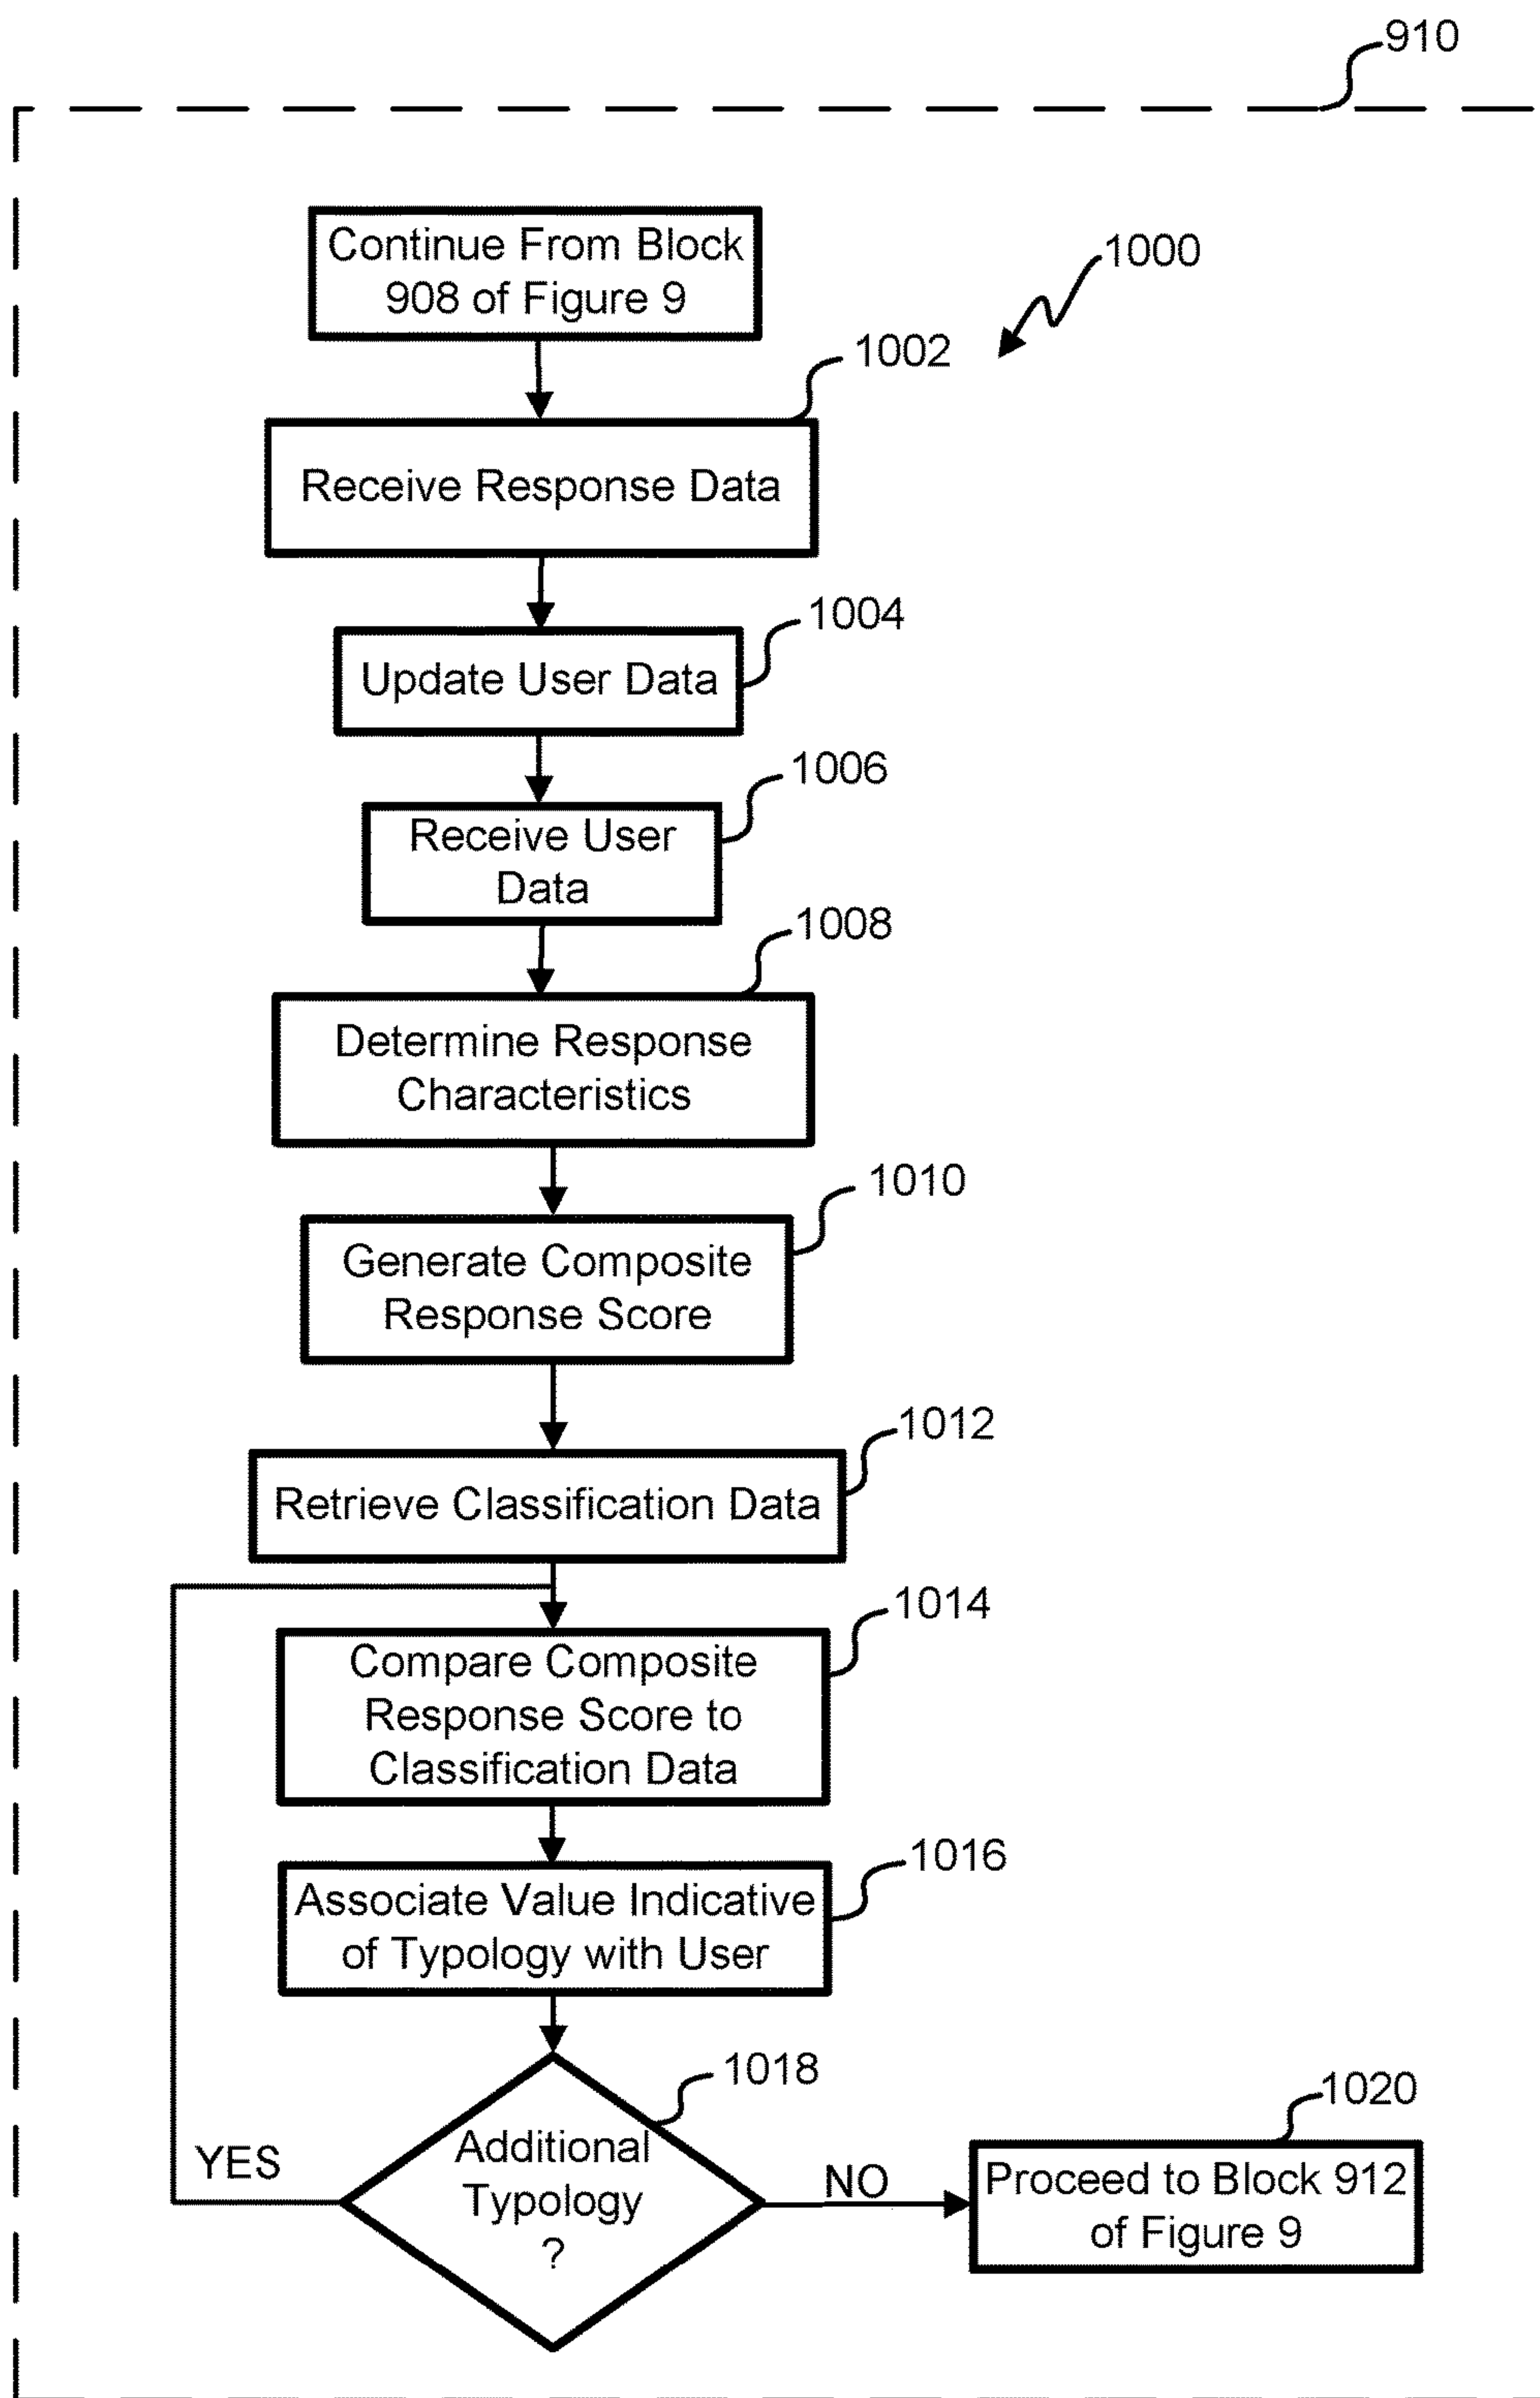 910
Continue From Block
908 of Figure 9
1000
1002
Receive Response Data
1004
Update User Data
1006
Receive User
Data
1008
Determine Response
Characteristics
1010
Generate Composite
Response Score
1012
Retrieve Classification Data
1014
Compare Composite
Response Score to
Classification Data
1016
Associate Value Indicative
of Typology with User
1018
Additional
Typology
?
YES
NO
1020
Proceed to Block 912
of Figure 9